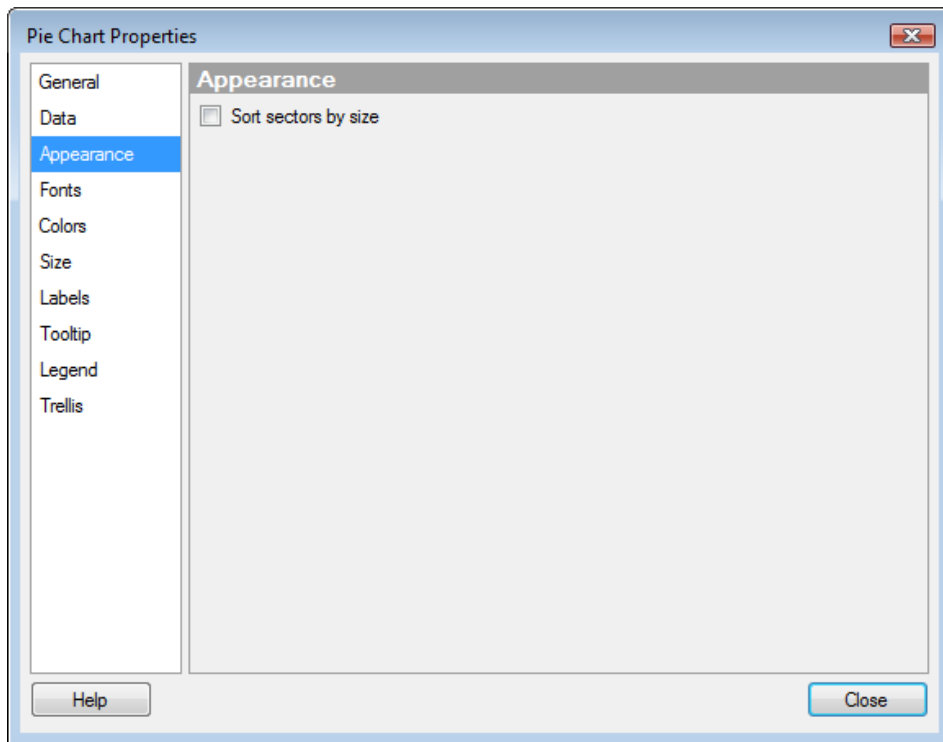 Pie Chart Properties
General
Data
Appearance
Fonts
Colors
Size
Labels
Tooltip
Legend
Trellis
Appearance
Sort sectors by size
Help
Close